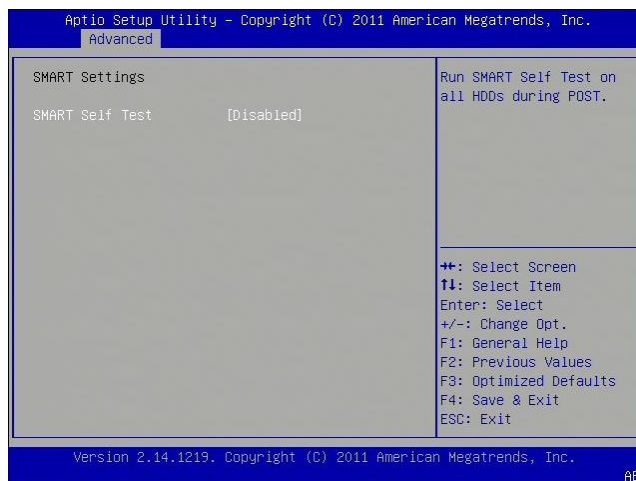 Aptio Setup Utility – Copyright (C) 2011 American Megatrends, Inc.
Advanced
SMART Settings
SMART Self Test [Disabled]
Run SMART Self Test on
all HDDs during POST.
→←: Select Screen
↑↓: Select Item
Enter: Select
+/-: Change Opt.
F1: General Help
F2: Previous Values
F3: Optimized Defaults
F4: Save & Exit
ESC: Exit
Version 2.14.1219. Copyright (C) 2011 American Megatrends, Inc.